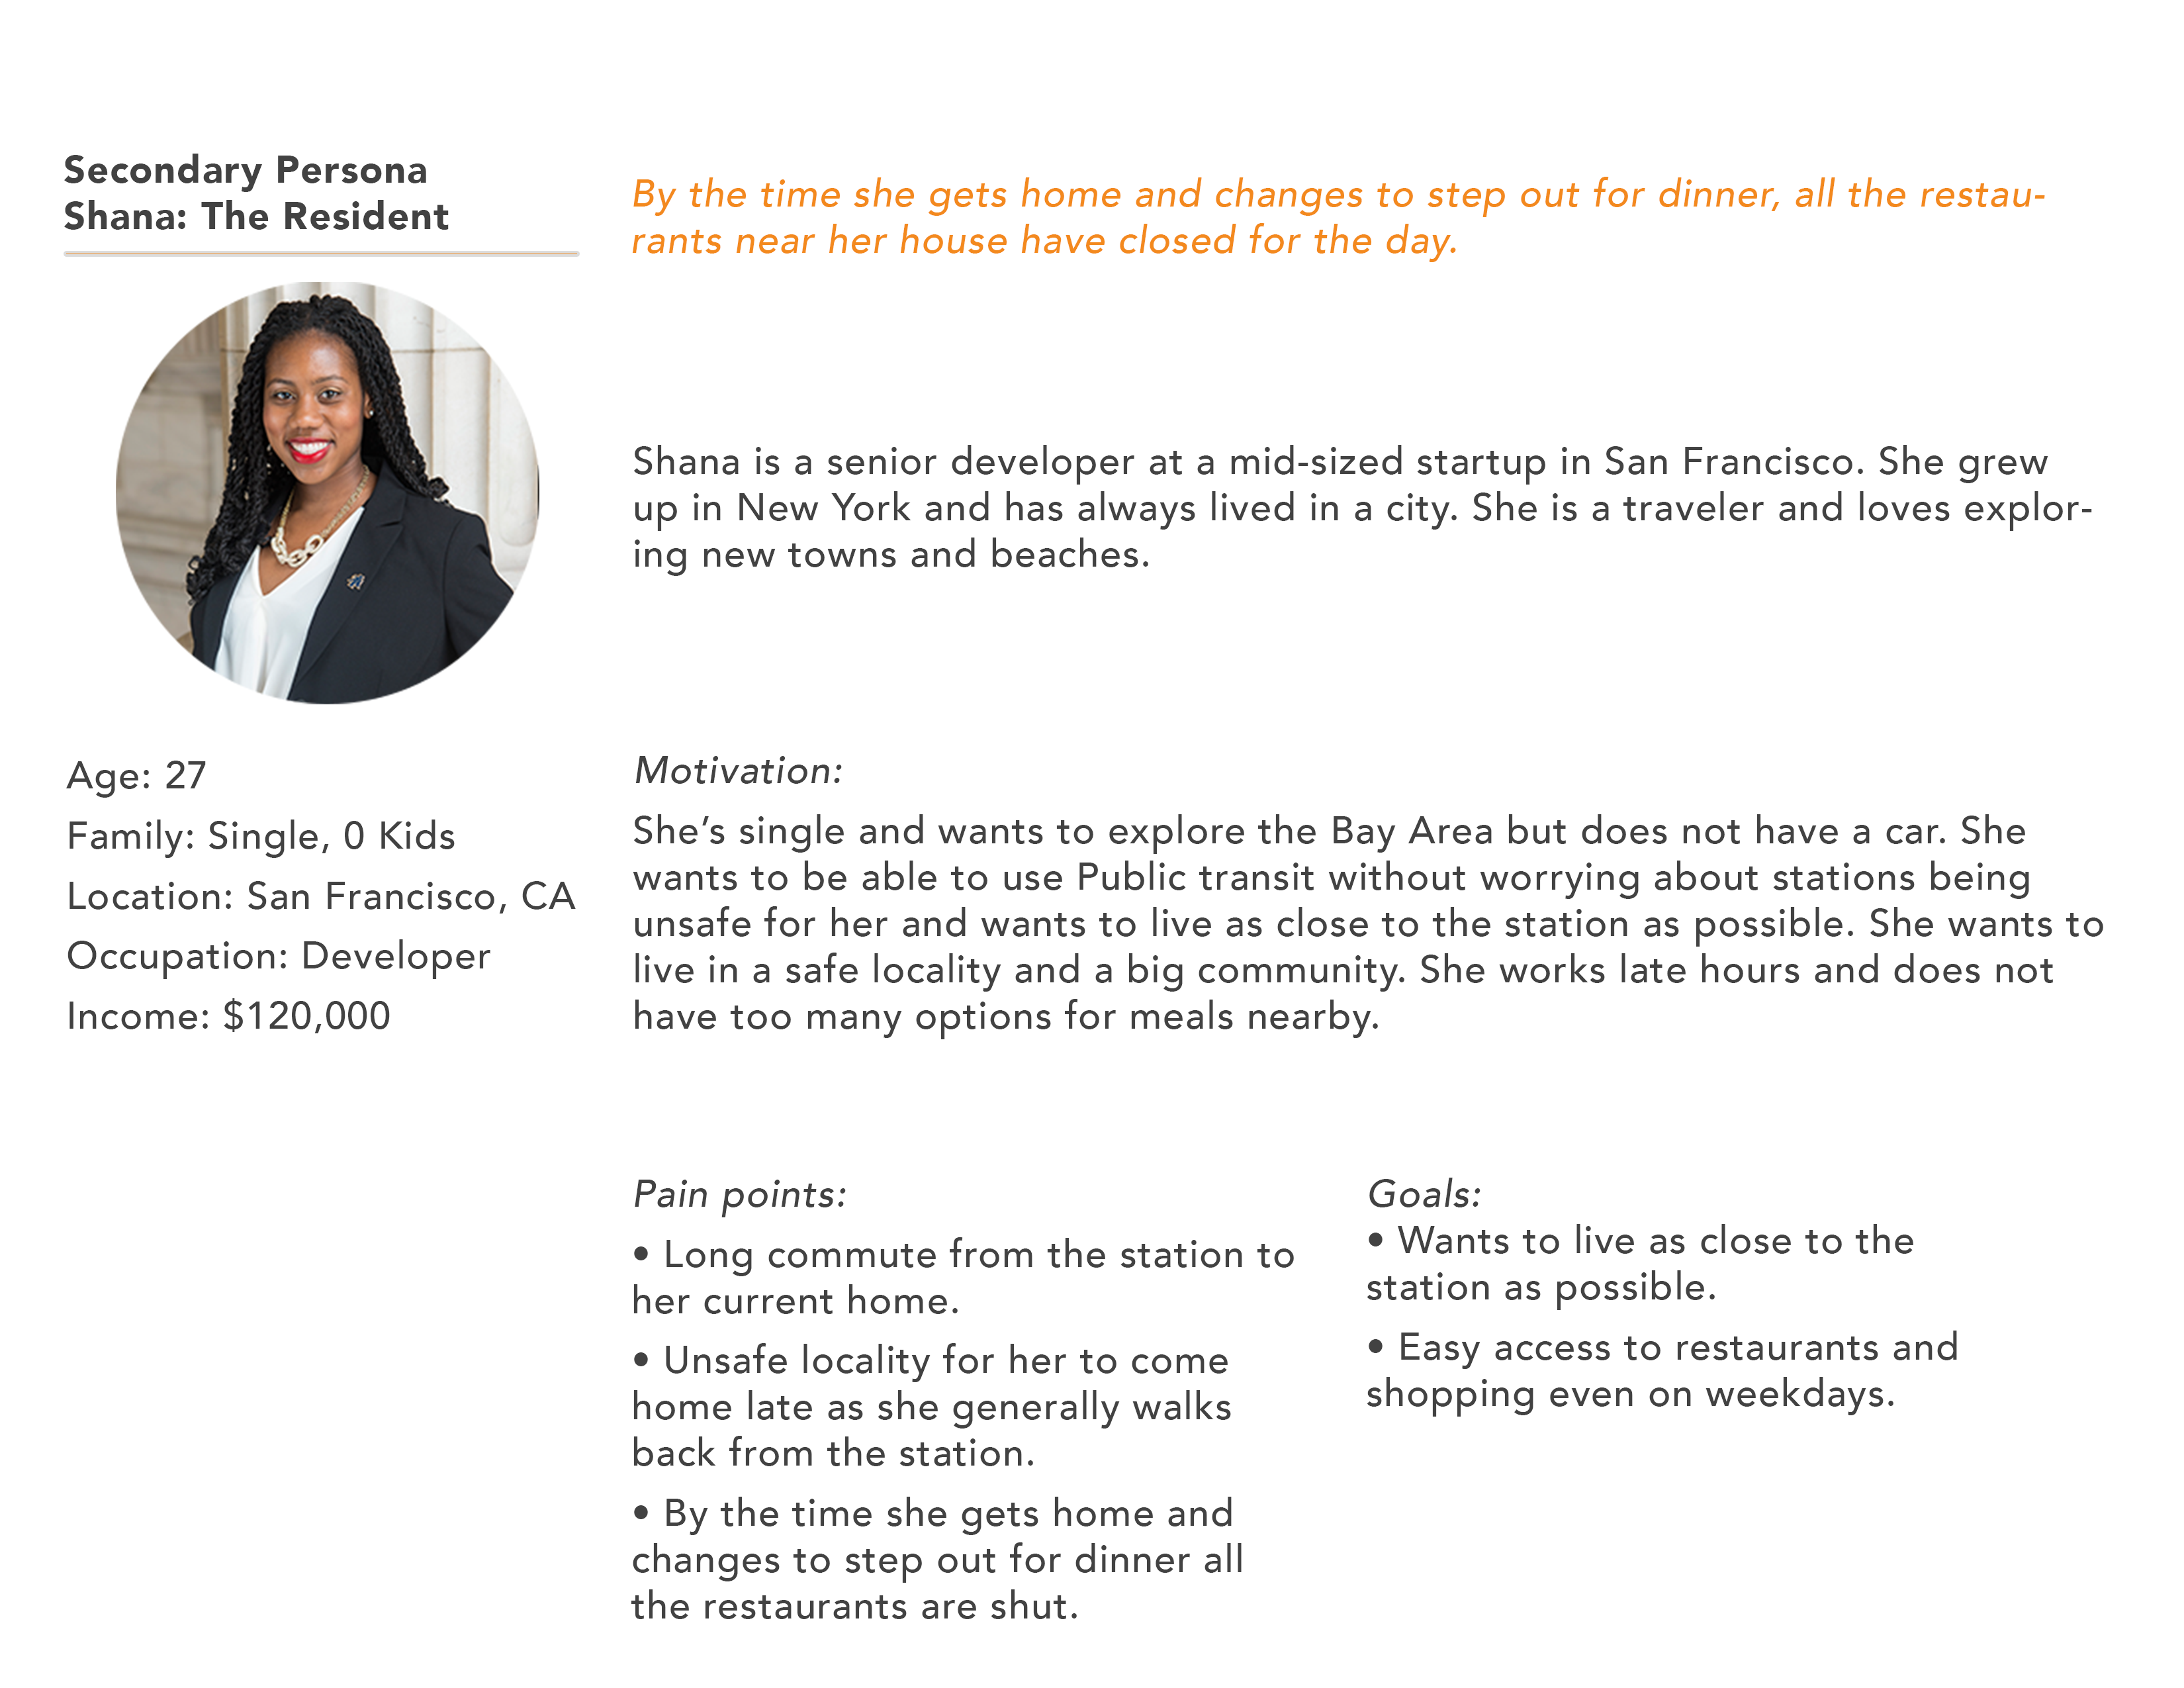 Secondary Persona
Shana: The Resident
By the time she gets home and changes to step out for dinner, all the restau-
rants near her house have closed for the day.
Shana is a senior developer at a mid-sized startup in San Francisco. She grew
up in New York and has always lived in a city. She is a traveler and loves explor-
ing new towns and beaches.
Age: 27
Family: Single, 0 Kids
Location: San Francisco, CA
Occupation: Developer
Income: $120,000
Motivation:
She’s single and wants to explore the Bay Area but does not have a car. She
wants to be able to use Public transit without worrying about stations being
unsafe for her and wants to live as close to the station as possible. She wants to
live in a safe locality and a big community. She works late hours and does not
have too many options for meals nearby.
Pain points:
• Long commute from the station to
her current home.
• Unsafe locality for her to come
home late as she generally walks
back from the station.
• By the time she gets home and
changes to step out for dinner all
the restaurants are shut.
Goals:
• Wants to live as close to the
station as possible.
• Easy access to restaurants and
shopping even on weekdays.